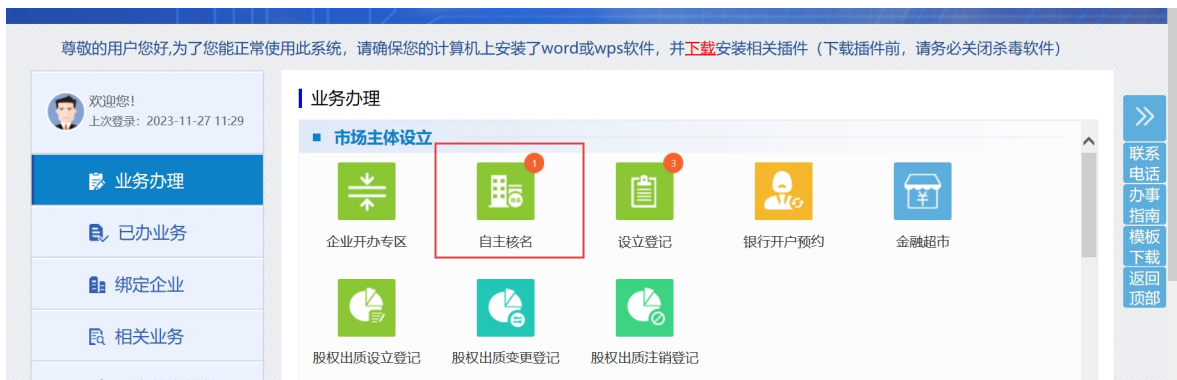 尊敬的用户您好,为了您能正常使用此系统，请确保您的计算机上安装了word或wps软件，并下载安装相关插件（下载插件前，请务必关闭杀毒软件）
欢迎您!
上次登录：2023-11-27 11:29
业务办理
已办业务
绑定企业
相关业务
业务办理
市场主体设立
1
3
企业开办专区
自主核名
设立登记
银行开户预约
金融超市
股权出质设立登记
股权出质变更登记
股权出质注销登记
联系
电话
办事
指南
模板
下载
返回
顶部